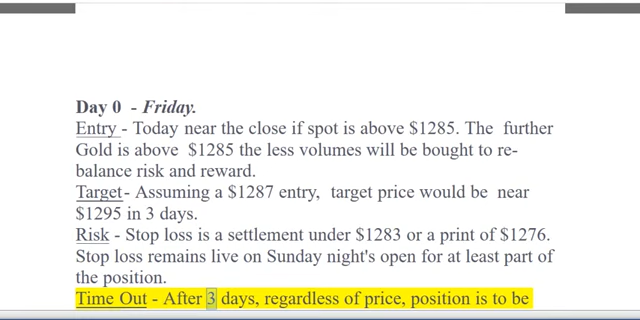 Day 0 - Friday.
Entry - Today near the close if spot is above $1285. The further
Gold is above $1285 the less volumes will be bought to re-
balance risk and reward.
Target- Assuming a $1287 entry, target price would be near
$1295 in 3 days.
Risk - Stop loss is a settlement under $1283 or a print of $1276.
Stop loss remains live on Sunday night's open for at least part of
the position.
Time Out - After 3 days, regardless of price, position is to be